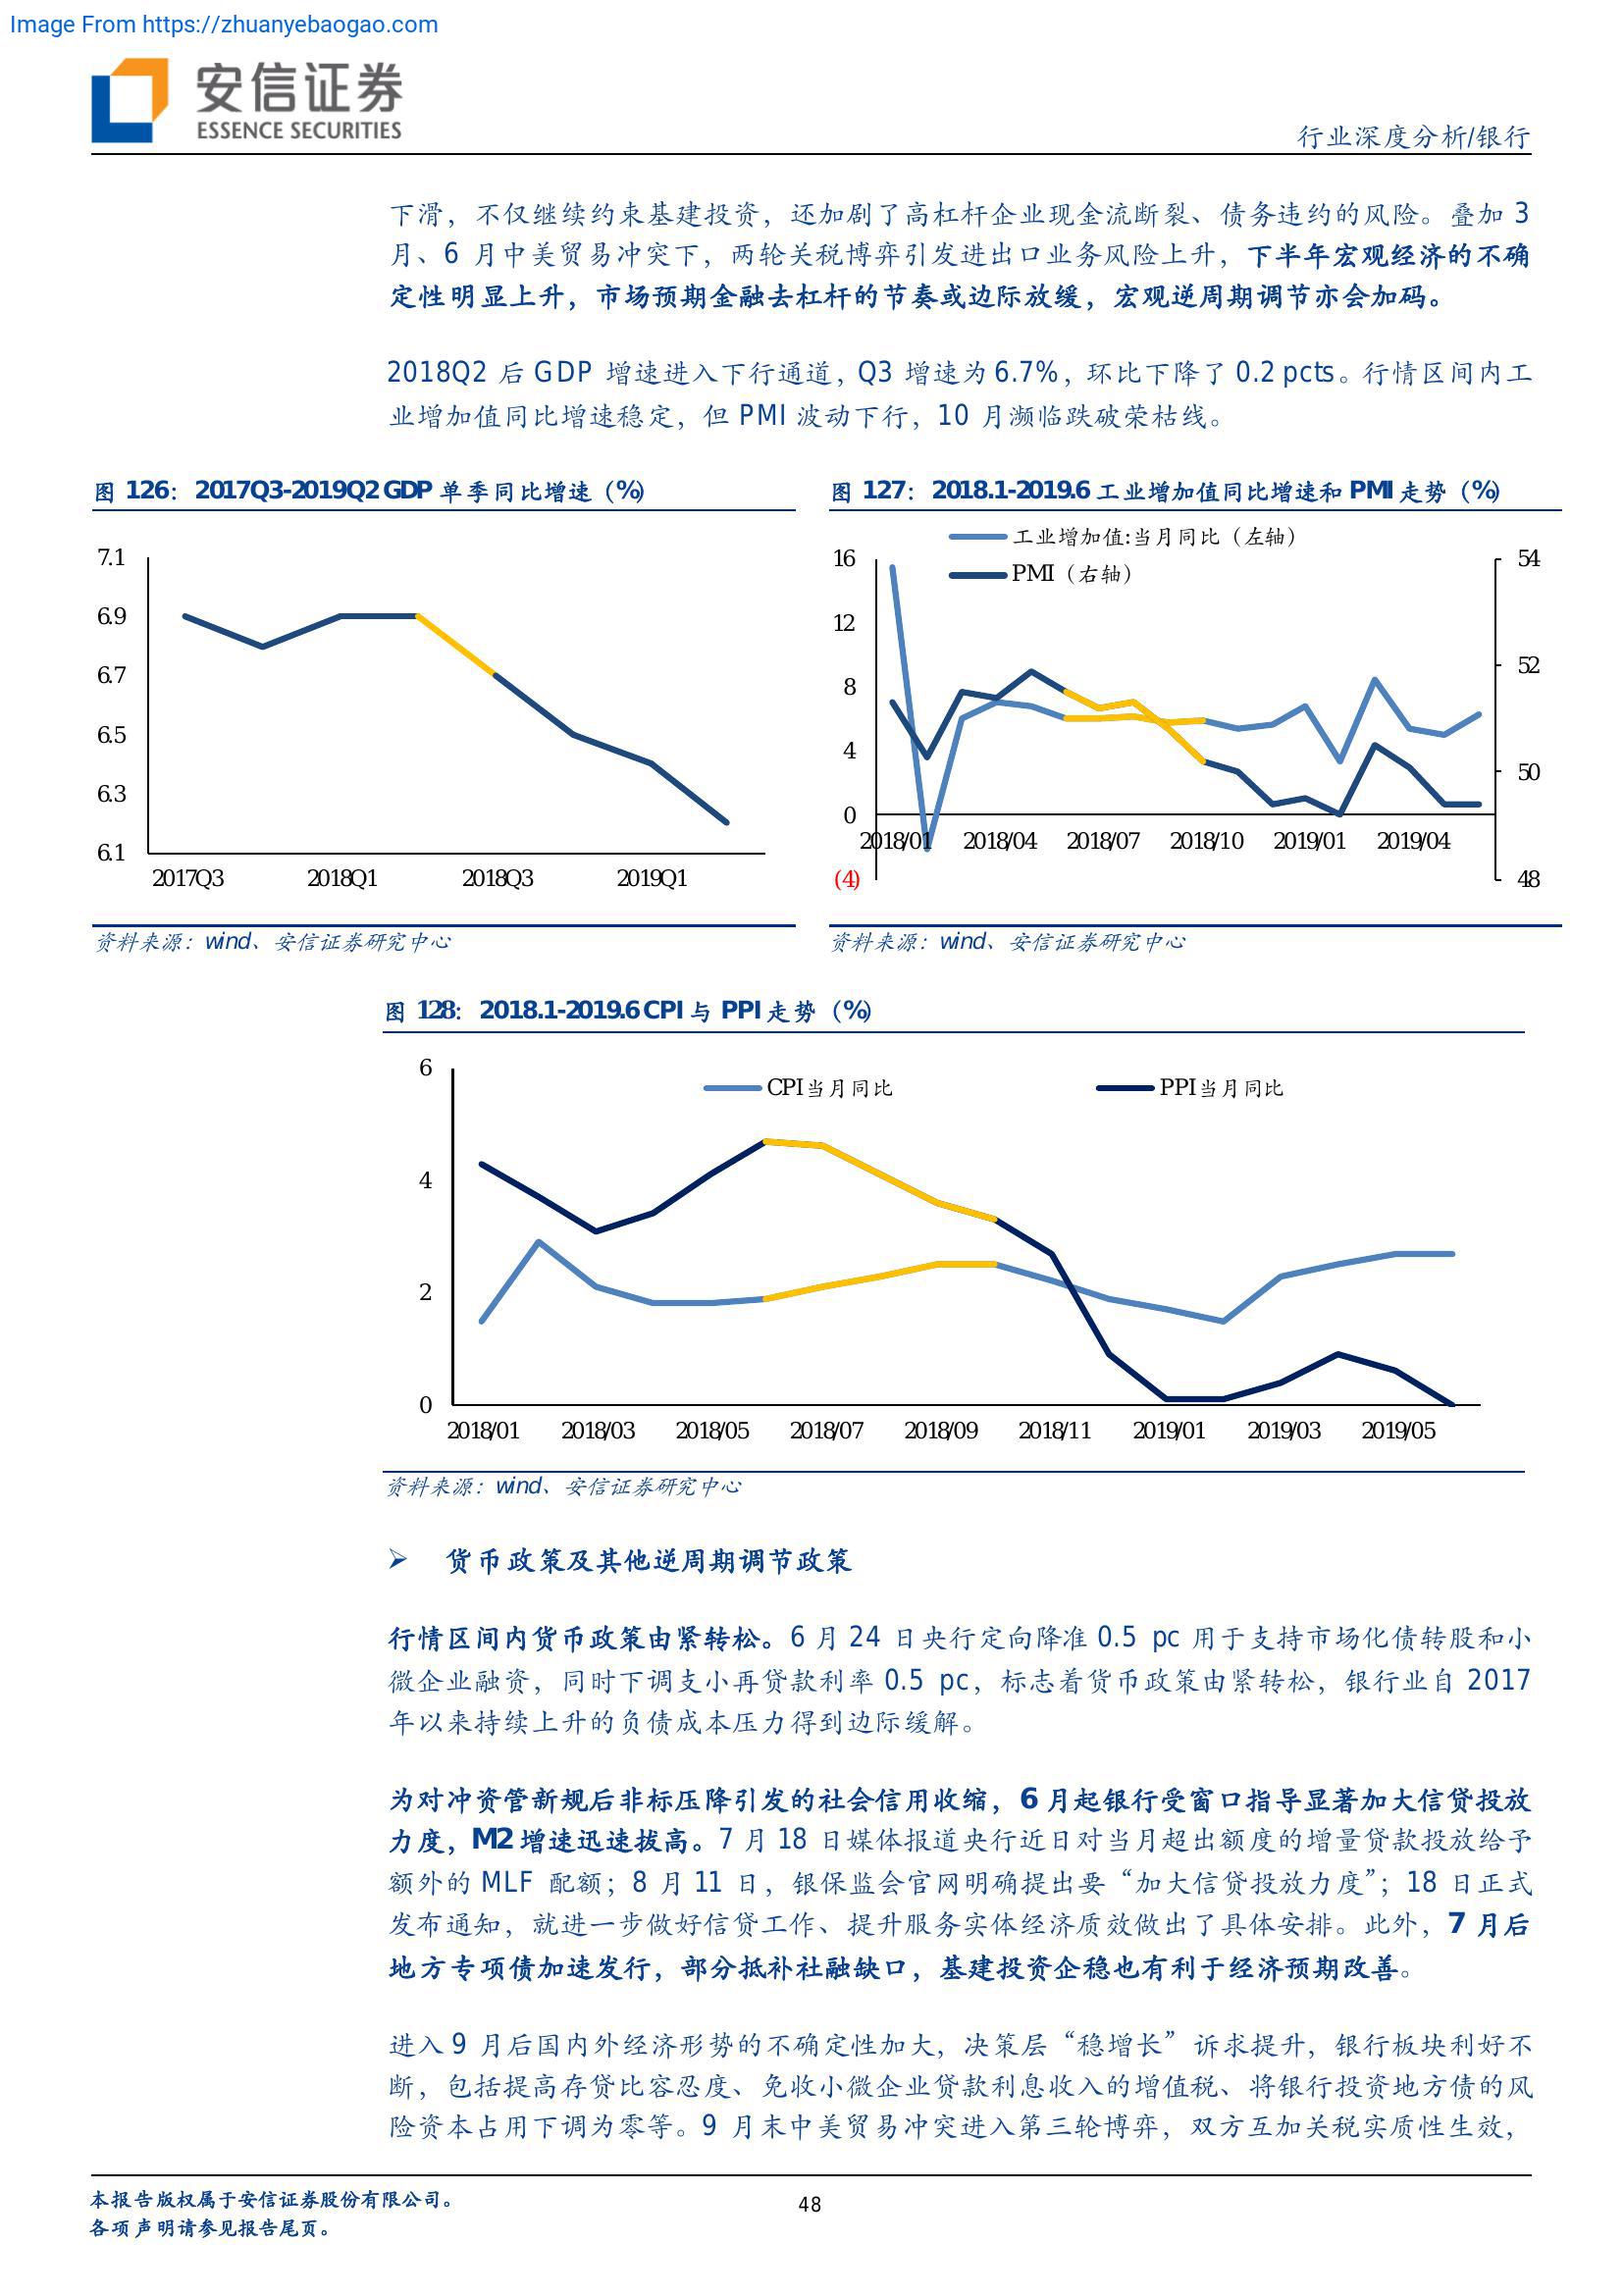 Image From https://zhuanyebaogao.com
安信证券
ESSENCE SECURITIES
行业深度分析/银行
下滑，不仅继续约束基建投资，还加剧了高杠杆企业现金流断裂、债务违约的风险。叠加 3
月、6 月中美贸易冲突下，两轮关税博弈引发进出口业务风险上升，下半年宏观经济的不确
定性明显上升，市场预期金融去杠杆的节奏或边际放缓，宏观逆周期调节亦会加码。
2018Q2 后 GDP 增速进入下行通道，Q3 增速为 6.7%，环比下降了 0.2 pcts。行情区间内工
业增加值同比增速稳定，但 PMI 波动下行，10 月濒临跌破荣枯线。
图 126：2017Q3-2019Q2 GDP 单季同比增速（%）
7.1
6.9
6.7
6.5
6.3
6.1
2017Q3 2018Q1 2018Q3 2019Q1
资料来源：wind、安信证券研究中心
图 127：2018.1-2019.6 工业增加值同比增速和 PMI 走势（%）
工业增加值:当月同比（左轴）
PMI（右轴）
16
12
8
4
0
(4)
54
52
50
48
2018/01 2018/04 2018/07 2018/10 2019/01 2019/04
资料来源：wind、安信证券研究中心
图 128：2018.1-2019.6 CPI 与 PPI 走势（%）
CPI当月同比 PPI当月同比
6
4
2
0
2018/01 2018/03 2018/05 2018/07 2018/09 2018/11 2019/01 2019/03 2019/05
资料来源：wind、安信证券研究中心
➢ 货币政策及其他逆周期调节政策
行情区间内货币政策由紧转松。6 月 24 日央行定向降准 0.5 pc 用于支持市场化债转股和小
微企业融资，同时下调支小再贷款利率 0.5 pc，标志着货币政策由紧转松，银行业自 2017
年以来持续上升的负债成本压力得到边际缓解。
为对冲资管新规后非标压降引发的社会信用收缩，6 月起银行受窗口指导显著加大信贷投放
力度，M2 增速迅速拔高。7 月 18 日媒体报道央行近日对当月超出额度的增量贷款投放给予
额外的 MLF 配额；8 月 11 日，银保监会官网明确提出要“加大信贷投放力度”；18 日正式
发布通知，就进一步做好信贷工作、提升服务实体经济质效做出了具体安排。此外，7 月后
地方专项债加速发行，部分抵补社融缺口，基建投资企稳也有利于经济预期改善。
进入 9 月后国内外经济形势的不确定性加大，决策层“稳增长”诉求提升，银行板块利好不
断，包括提高存贷比容忍度、免收小微企业贷款利息收入的增值税、将银行投资地方债的风
险资本占用下调为零等。9 月末中美贸易冲突进入第三轮博弈，双方互加关税实质性生效，
本报告版权属于安信证券股份有限公司。
各项声明请参见报告尾页。
48